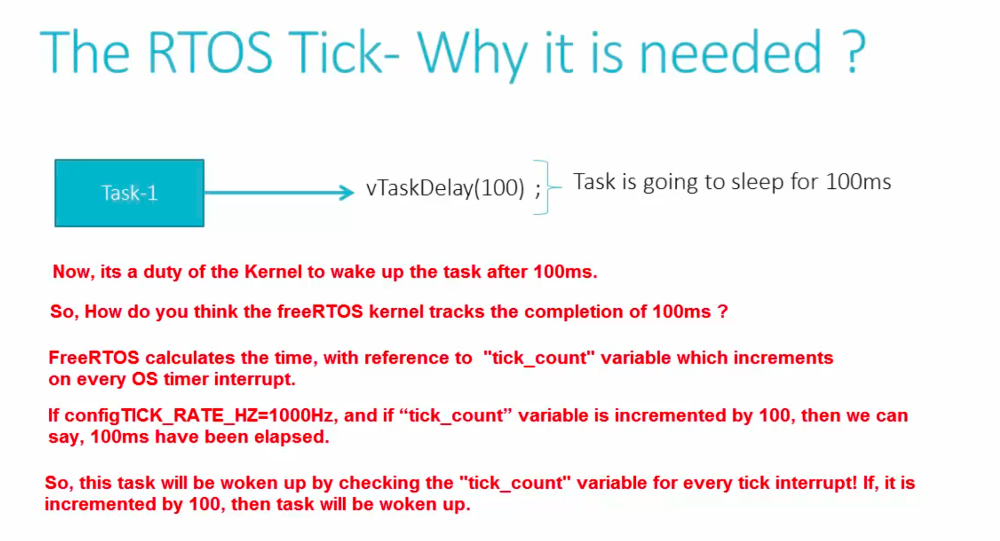 The RTOS Tick- Why it is needed ?
Task-1
vTaskDelay(100) ;
Task is going to sleep for 100ms
Now, its a duty of the Kernel to wake up the task after 100ms.
So, How do you think the freeRTOS kernel tracks the completion of 100ms ?
FreeRTOS calculates the time, with reference to  "tick_count" variable which increments
on every OS timer interrupt.
If configTICK_RATE_HZ=1000Hz, and if “tick_count” variable is incremented by 100, then we can
say, 100ms have been elapsed.
So, this task will be woken up by checking the "tick_count" variable for every tick interrupt! If, it is
incremented by 100, then task will be woken up.